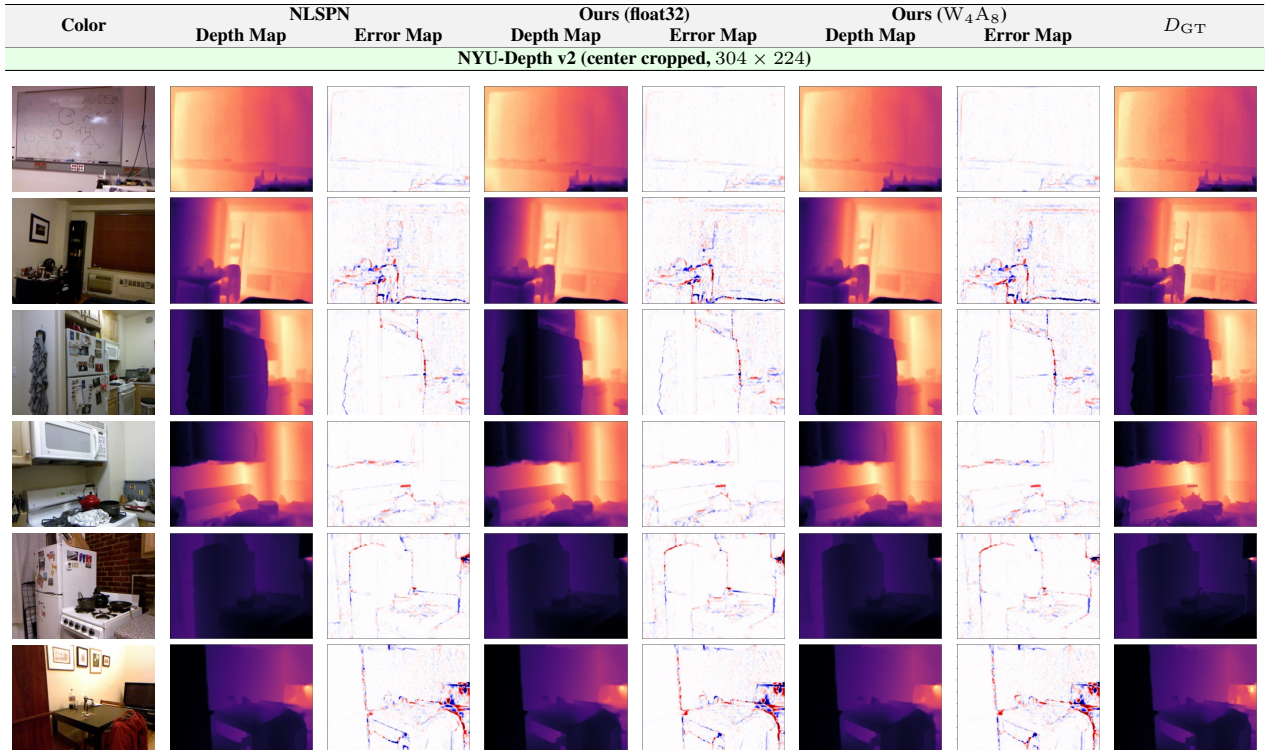 Color NLSPN Ours (float32) Ours (W₄A₈) D_GT
Depth Map Error Map Depth Map Error Map Depth Map Error Map
NYU-Depth v2 (center cropped, 304 × 224)